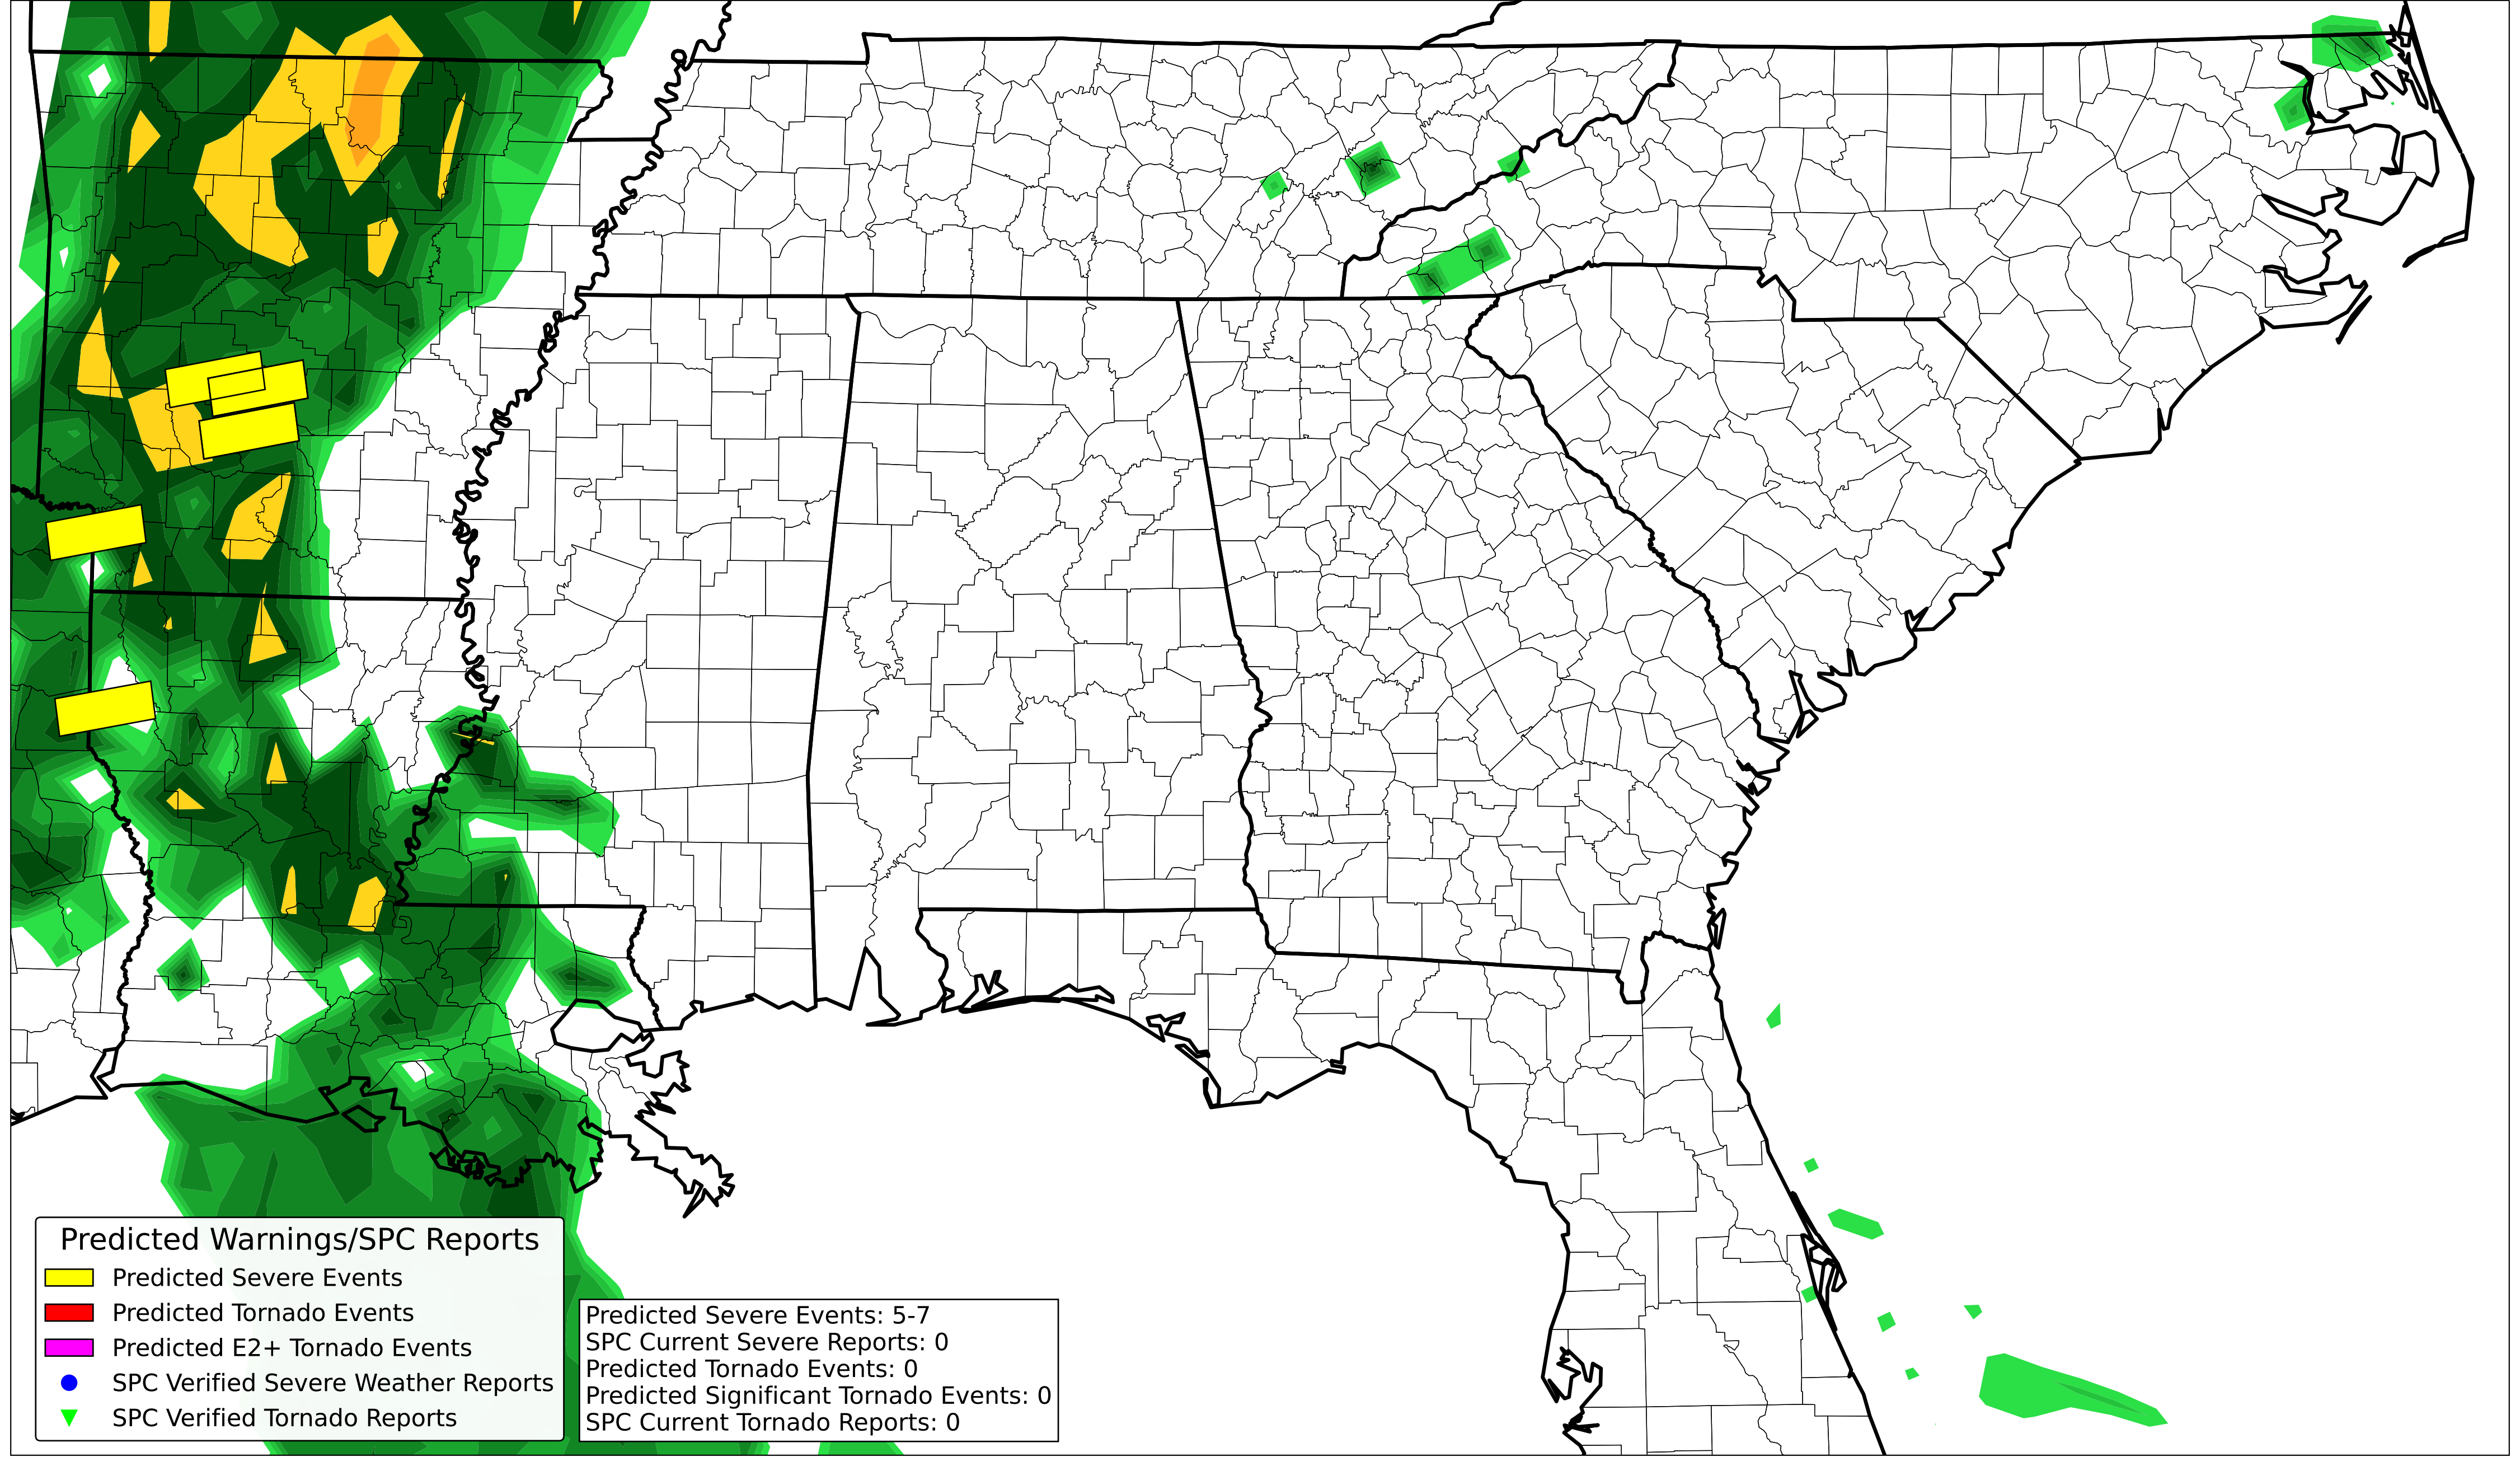 Predicted Warnings/SPC Reports
Predicted Severe Events
Predicted Tornado Events
Predicted E2+ Tornado Events
SPC Verified Severe Weather Reports
SPC Verified Tornado Reports
Predicted Severe Events: 5-7
SPC Current Severe Reports: 0
Predicted Tornado Events: 0
Predicted Significant Tornado Events: 0
SPC Current Tornado Reports: 0